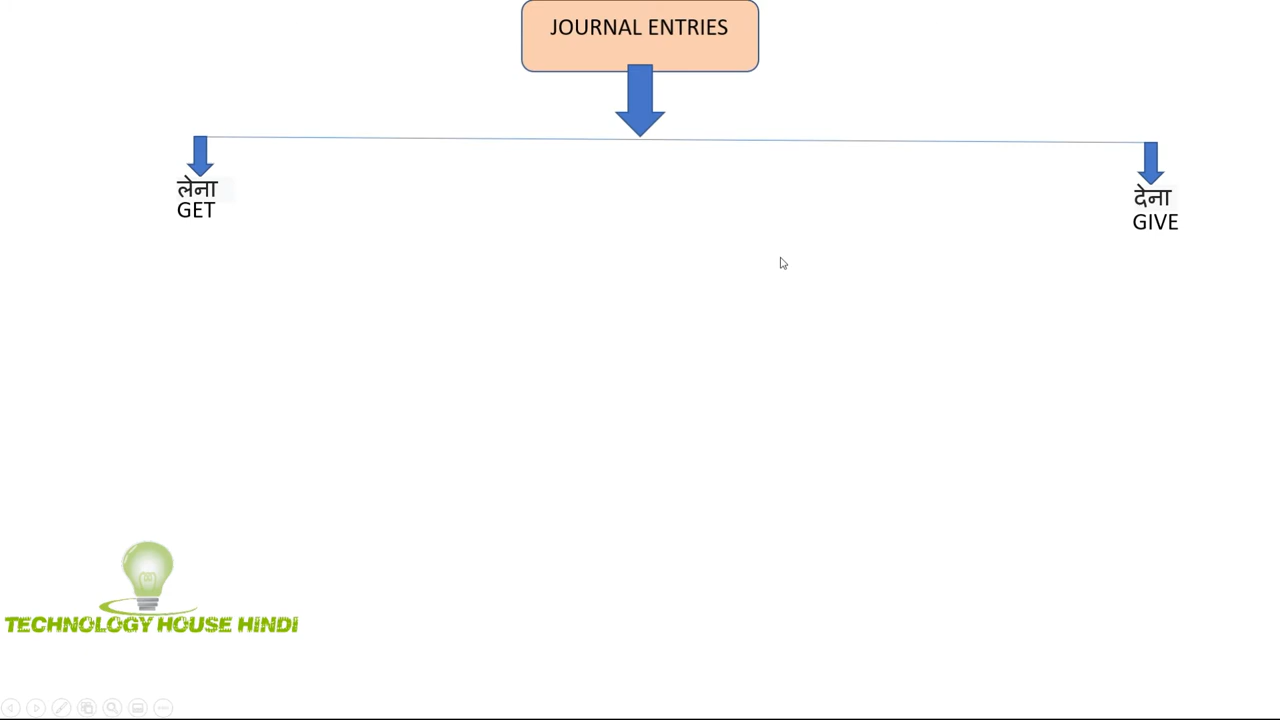 JOURNAL ENTRIES
लेना
GET
देना
GIVE
TECHNOLOGY HOUSE HINDI